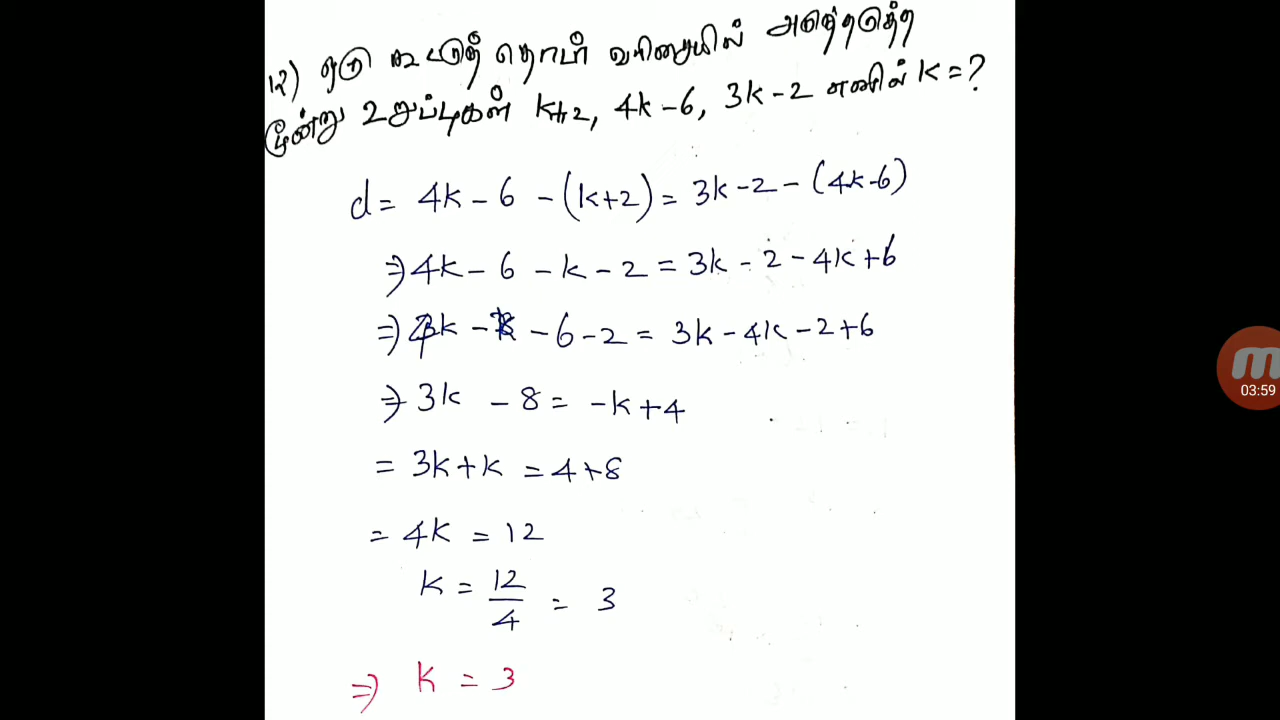 12) ஒரு கூட்டுத் தொடர் வரிசையில் அடுத்தடுத்த
மூன்று உறுப்புகள் k+2, 4k-6, 3k-2 எனில் k=?
d = 4k - 6 - (k+2) = 3k - 2 - (4k-6)
⇒ 4k - 6 - k - 2 = 3k - 2 - 4k + 6
⇒ 4k - k - 6 - 2 = 3k - 4k - 2 + 6
⇒ 3k - 8 = -k + 4
= 3k + k = 4 + 8
= 4k = 12
k = 12/4 = 3
⇒ k = 3
03:59